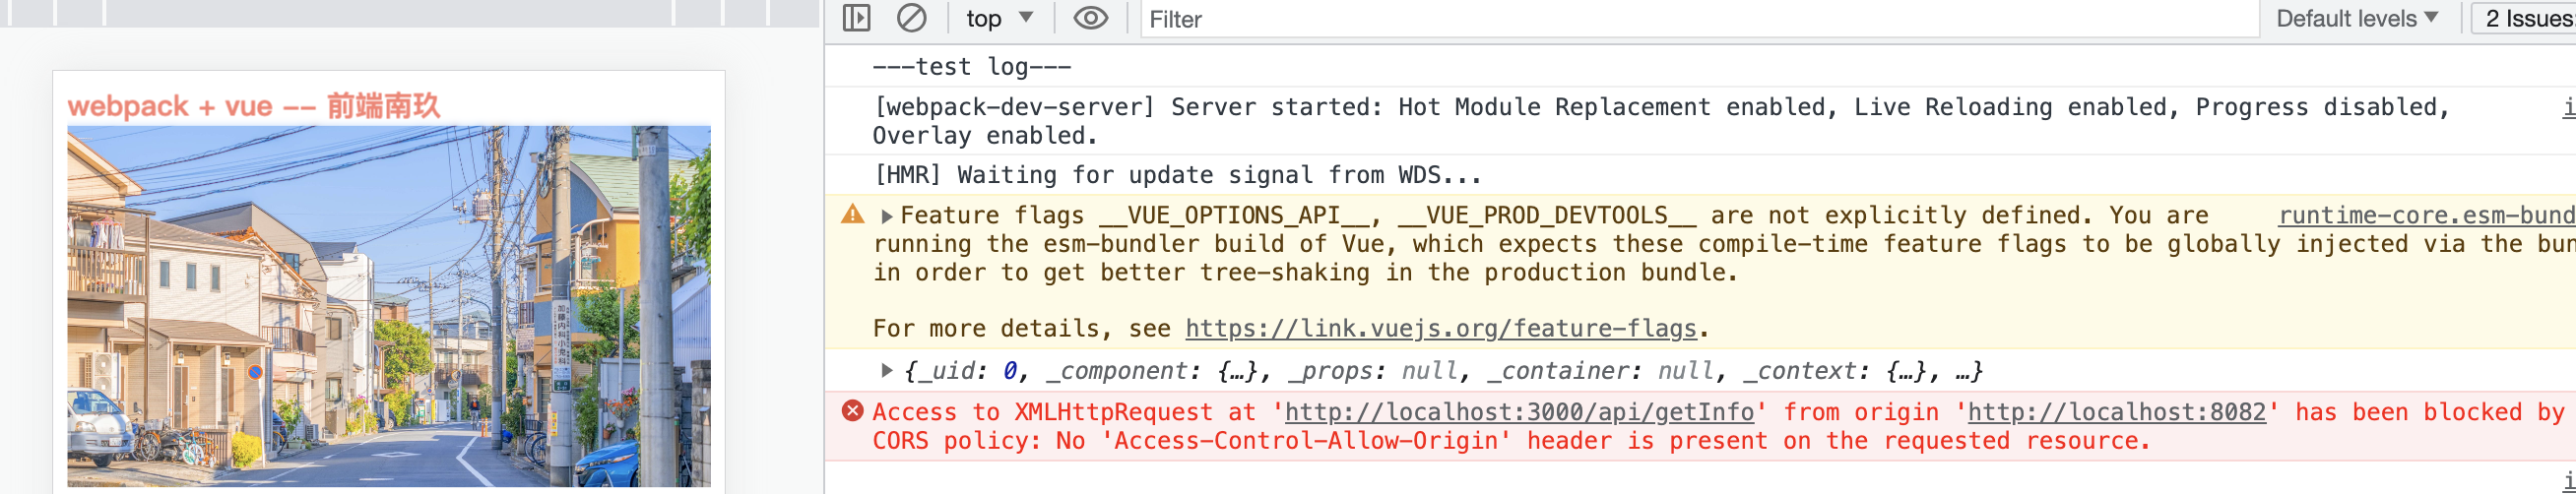 top
Filter
Default levels
2 Issues
webpack + vue -- 前端南玖
---test log---
[webpack-dev-server] Server started: Hot Module Replacement enabled, Live Reloading enabled, Progress disabled,
Overlay enabled.
[HMR] Waiting for update signal from WDS...
Feature flags __VUE_OPTIONS_API__, __VUE_PROD_DEVTOOLS__ are not explicitly defined. You are
runtime-core.esm-bund
running the esm-bundler build of Vue, which expects these compile-time feature flags to be globally injected via the bun
in order to get better tree-shaking in the production bundle.
For more details, see https://link.vuejs.org/feature-flags.
{_uid: 0, _component: {…}, _props: null, _container: null, _context: {…}, …}
Access to XMLHttpRequest at 'http://localhost:3000/api/getInfo' from origin 'http://localhost:8082' has been blocked by
CORS policy: No 'Access-Control-Allow-Origin' header is present on the requested resource.